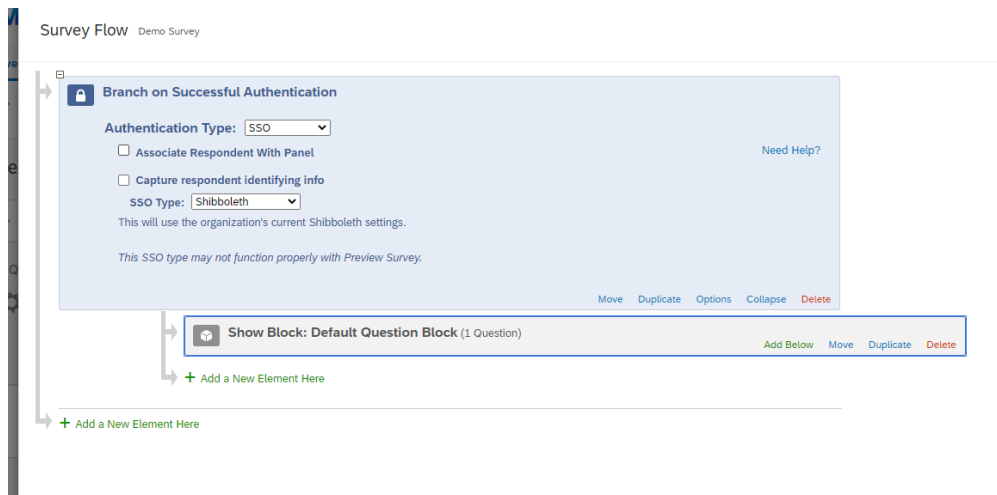 Survey Flow Demo Survey
Branch on Successful Authentication
Authentication Type: SSO
Associate Respondent With Panel
Need Help?
Capture respondent identifying info
SSO Type: Shibboleth
This will use the organization's current Shibboleth settings.
This SSO type may not function properly with Preview Survey.
Move Duplicate Options Collapse Delete
Show Block: Default Question Block (1 Question)
Add Below Move Duplicate Delete
+ Add a New Element Here
+ Add a New Element Here